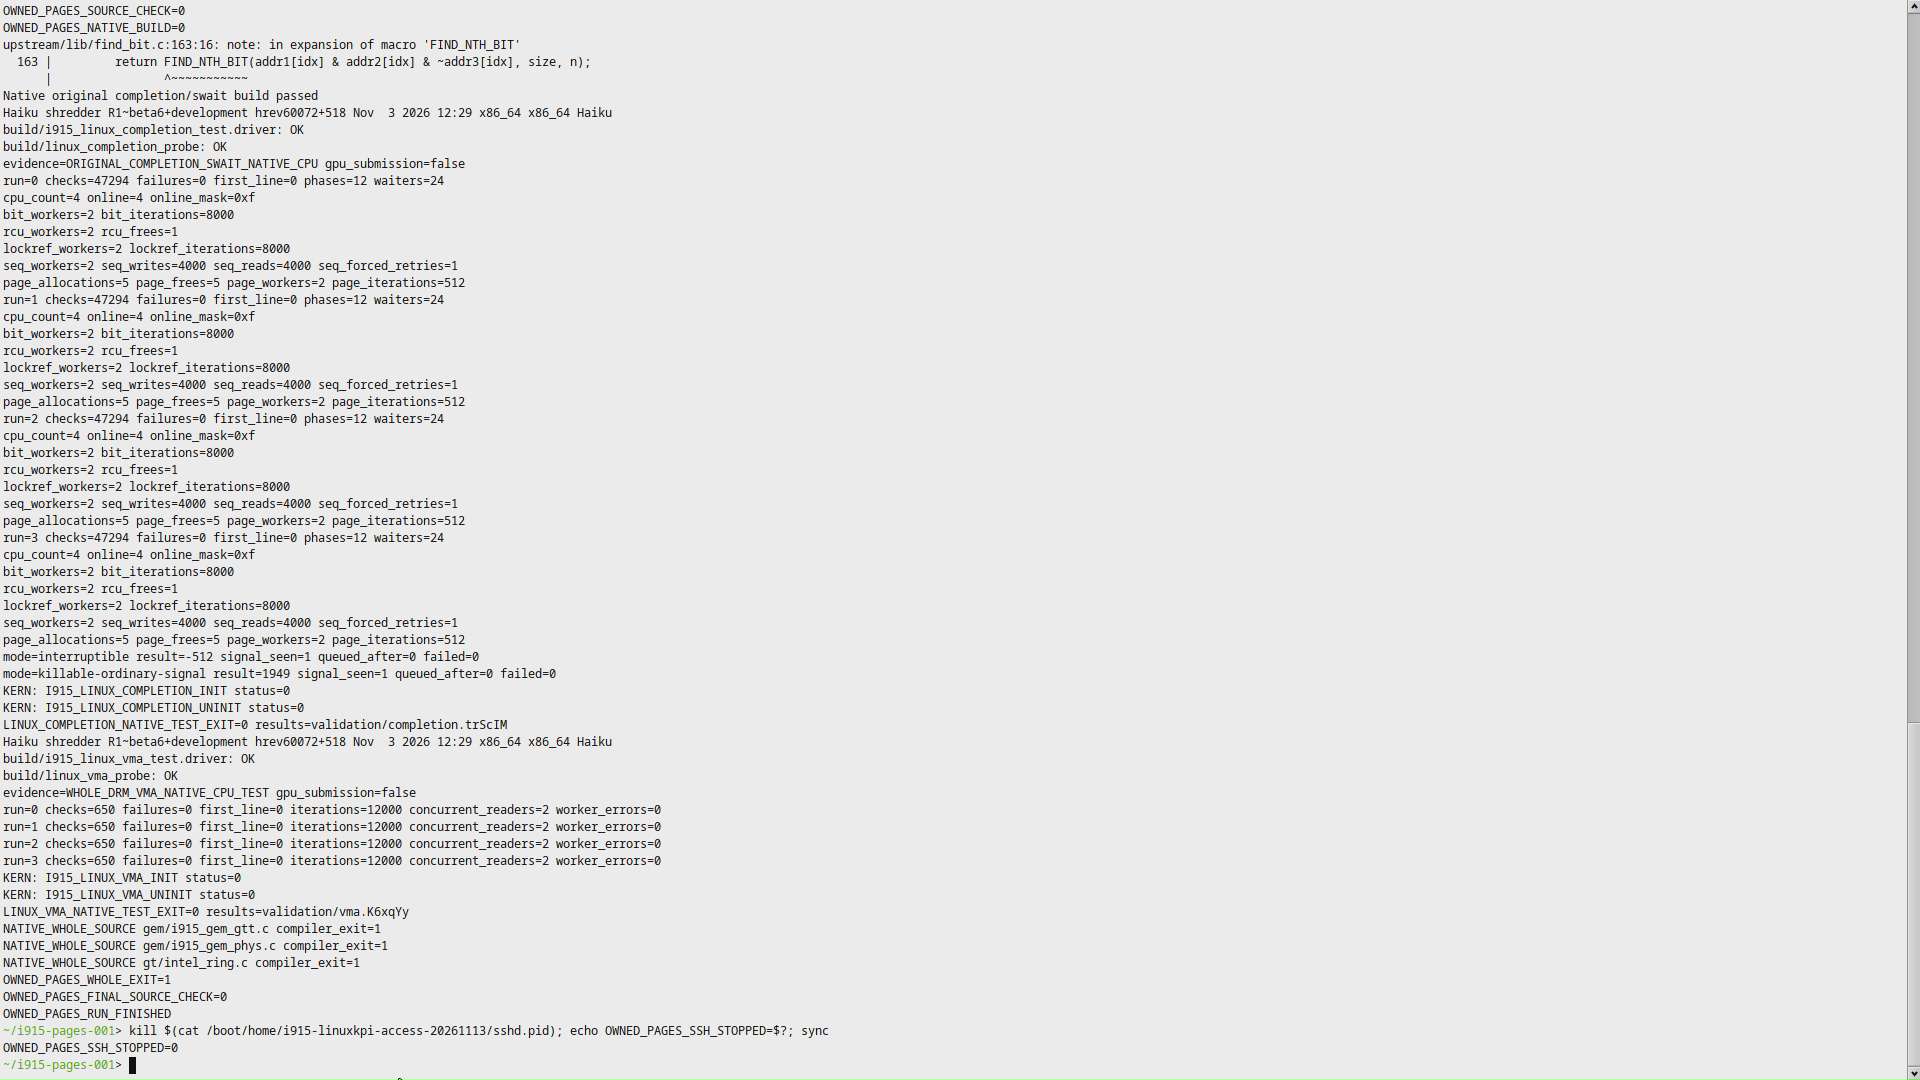 OWNED_PAGES_SOURCE_CHECK=0
OWNED_PAGES_NATIVE_BUILD=0
upstream/lib/find_bit.c:163:16: note: in expansion of macro 'FIND_NTH_BIT'
  163 |         return FIND_NTH_BIT(addr1[idx] & addr2[idx] & ~addr3[idx], size, n);
      |                ^~~~~~~~~~~~
Native original completion/swait build passed
Haiku shredder R1~beta6+development hrev60072+518 Nov  3 2026 12:29 x86_64 x86_64 Haiku
build/i915_linux_completion_test.driver: OK
build/linux_completion_probe: OK
evidence=ORIGINAL_COMPLETION_SWAIT_NATIVE_CPU gpu_submission=false
run=0 checks=47294 failures=0 first_line=0 phases=12 waiters=24
cpu_count=4 online=4 online_mask=0xf
bit_workers=2 bit_iterations=8000
rcu_workers=2 rcu_frees=1
lockref_workers=2 lockref_iterations=8000
seq_workers=2 seq_writes=4000 seq_reads=4000 seq_forced_retries=1
page_allocations=5 page_frees=5 page_workers=2 page_iterations=512
run=1 checks=47294 failures=0 first_line=0 phases=12 waiters=24
cpu_count=4 online=4 online_mask=0xf
bit_workers=2 bit_iterations=8000
rcu_workers=2 rcu_frees=1
lockref_workers=2 lockref_iterations=8000
seq_workers=2 seq_writes=4000 seq_reads=4000 seq_forced_retries=1
page_allocations=5 page_frees=5 page_workers=2 page_iterations=512
run=2 checks=47294 failures=0 first_line=0 phases=12 waiters=24
cpu_count=4 online=4 online_mask=0xf
bit_workers=2 bit_iterations=8000
rcu_workers=2 rcu_frees=1
lockref_workers=2 lockref_iterations=8000
seq_workers=2 seq_writes=4000 seq_reads=4000 seq_forced_retries=1
page_allocations=5 page_frees=5 page_workers=2 page_iterations=512
run=3 checks=47294 failures=0 first_line=0 phases=12 waiters=24
cpu_count=4 online=4 online_mask=0xf
bit_workers=2 bit_iterations=8000
rcu_workers=2 rcu_frees=1
lockref_workers=2 lockref_iterations=8000
seq_workers=2 seq_writes=4000 seq_reads=4000 seq_forced_retries=1
page_allocations=5 page_frees=5 page_workers=2 page_iterations=512
mode=interruptible result=-512 signal_seen=1 queued_after=0 failed=0
mode=killable-ordinary-signal result=1949 signal_seen=1 queued_after=0 failed=0
KERN: I915_LINUX_COMPLETION_INIT status=0
KERN: I915_LINUX_COMPLETION_UNINIT status=0
LINUX_COMPLETION_NATIVE_TEST_EXIT=0 results=validation/completion.trScIM
Haiku shredder R1~beta6+development hrev60072+518 Nov  3 2026 12:29 x86_64 x86_64 Haiku
build/i915_linux_vma_test.driver: OK
build/linux_vma_probe: OK
evidence=WHOLE_DRM_VMA_NATIVE_CPU_TEST gpu_submission=false
run=0 checks=650 failures=0 first_line=0 iterations=12000 concurrent_readers=2 worker_errors=0
run=1 checks=650 failures=0 first_line=0 iterations=12000 concurrent_readers=2 worker_errors=0
run=2 checks=650 failures=0 first_line=0 iterations=12000 concurrent_readers=2 worker_errors=0
run=3 checks=650 failures=0 first_line=0 iterations=12000 concurrent_readers=2 worker_errors=0
KERN: I915_LINUX_VMA_INIT status=0
KERN: I915_LINUX_VMA_UNINIT status=0
LINUX_VMA_NATIVE_TEST_EXIT=0 results=validation/vma.K6xqYy
NATIVE_WHOLE_SOURCE gem/i915_gem_gtt.c compiler_exit=1
NATIVE_WHOLE_SOURCE gem/i915_gem_phys.c compiler_exit=1
NATIVE_WHOLE_SOURCE gt/intel_ring.c compiler_exit=1
OWNED_PAGES_WHOLE_EXIT=1
OWNED_PAGES_FINAL_SOURCE_CHECK=0
OWNED_PAGES_RUN_FINISHED
~/i915-pages-001> kill $(cat /boot/home/i915-linuxkpi-access-20261113/sshd.pid); echo OWNED_PAGES_SSH_STOPPED=$?; sync
OWNED_PAGES_SSH_STOPPED=0
~/i915-pages-001>